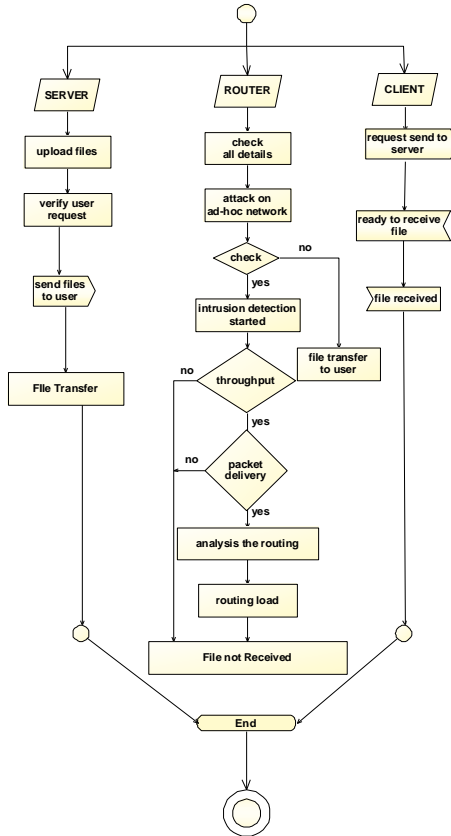 SERVER
upload files
verify user
request
send files
to user
FIle Transfer
ROUTER
check
all details
attack on
ad-hoc network
check
no
yes
intrusion detection
started
file transfer
to user
no
throughput
yes
no
packet
delivery
yes
analysis the routing
routing load
File not Received
CLIENT
request send to
server
ready to receive
file
file received
End